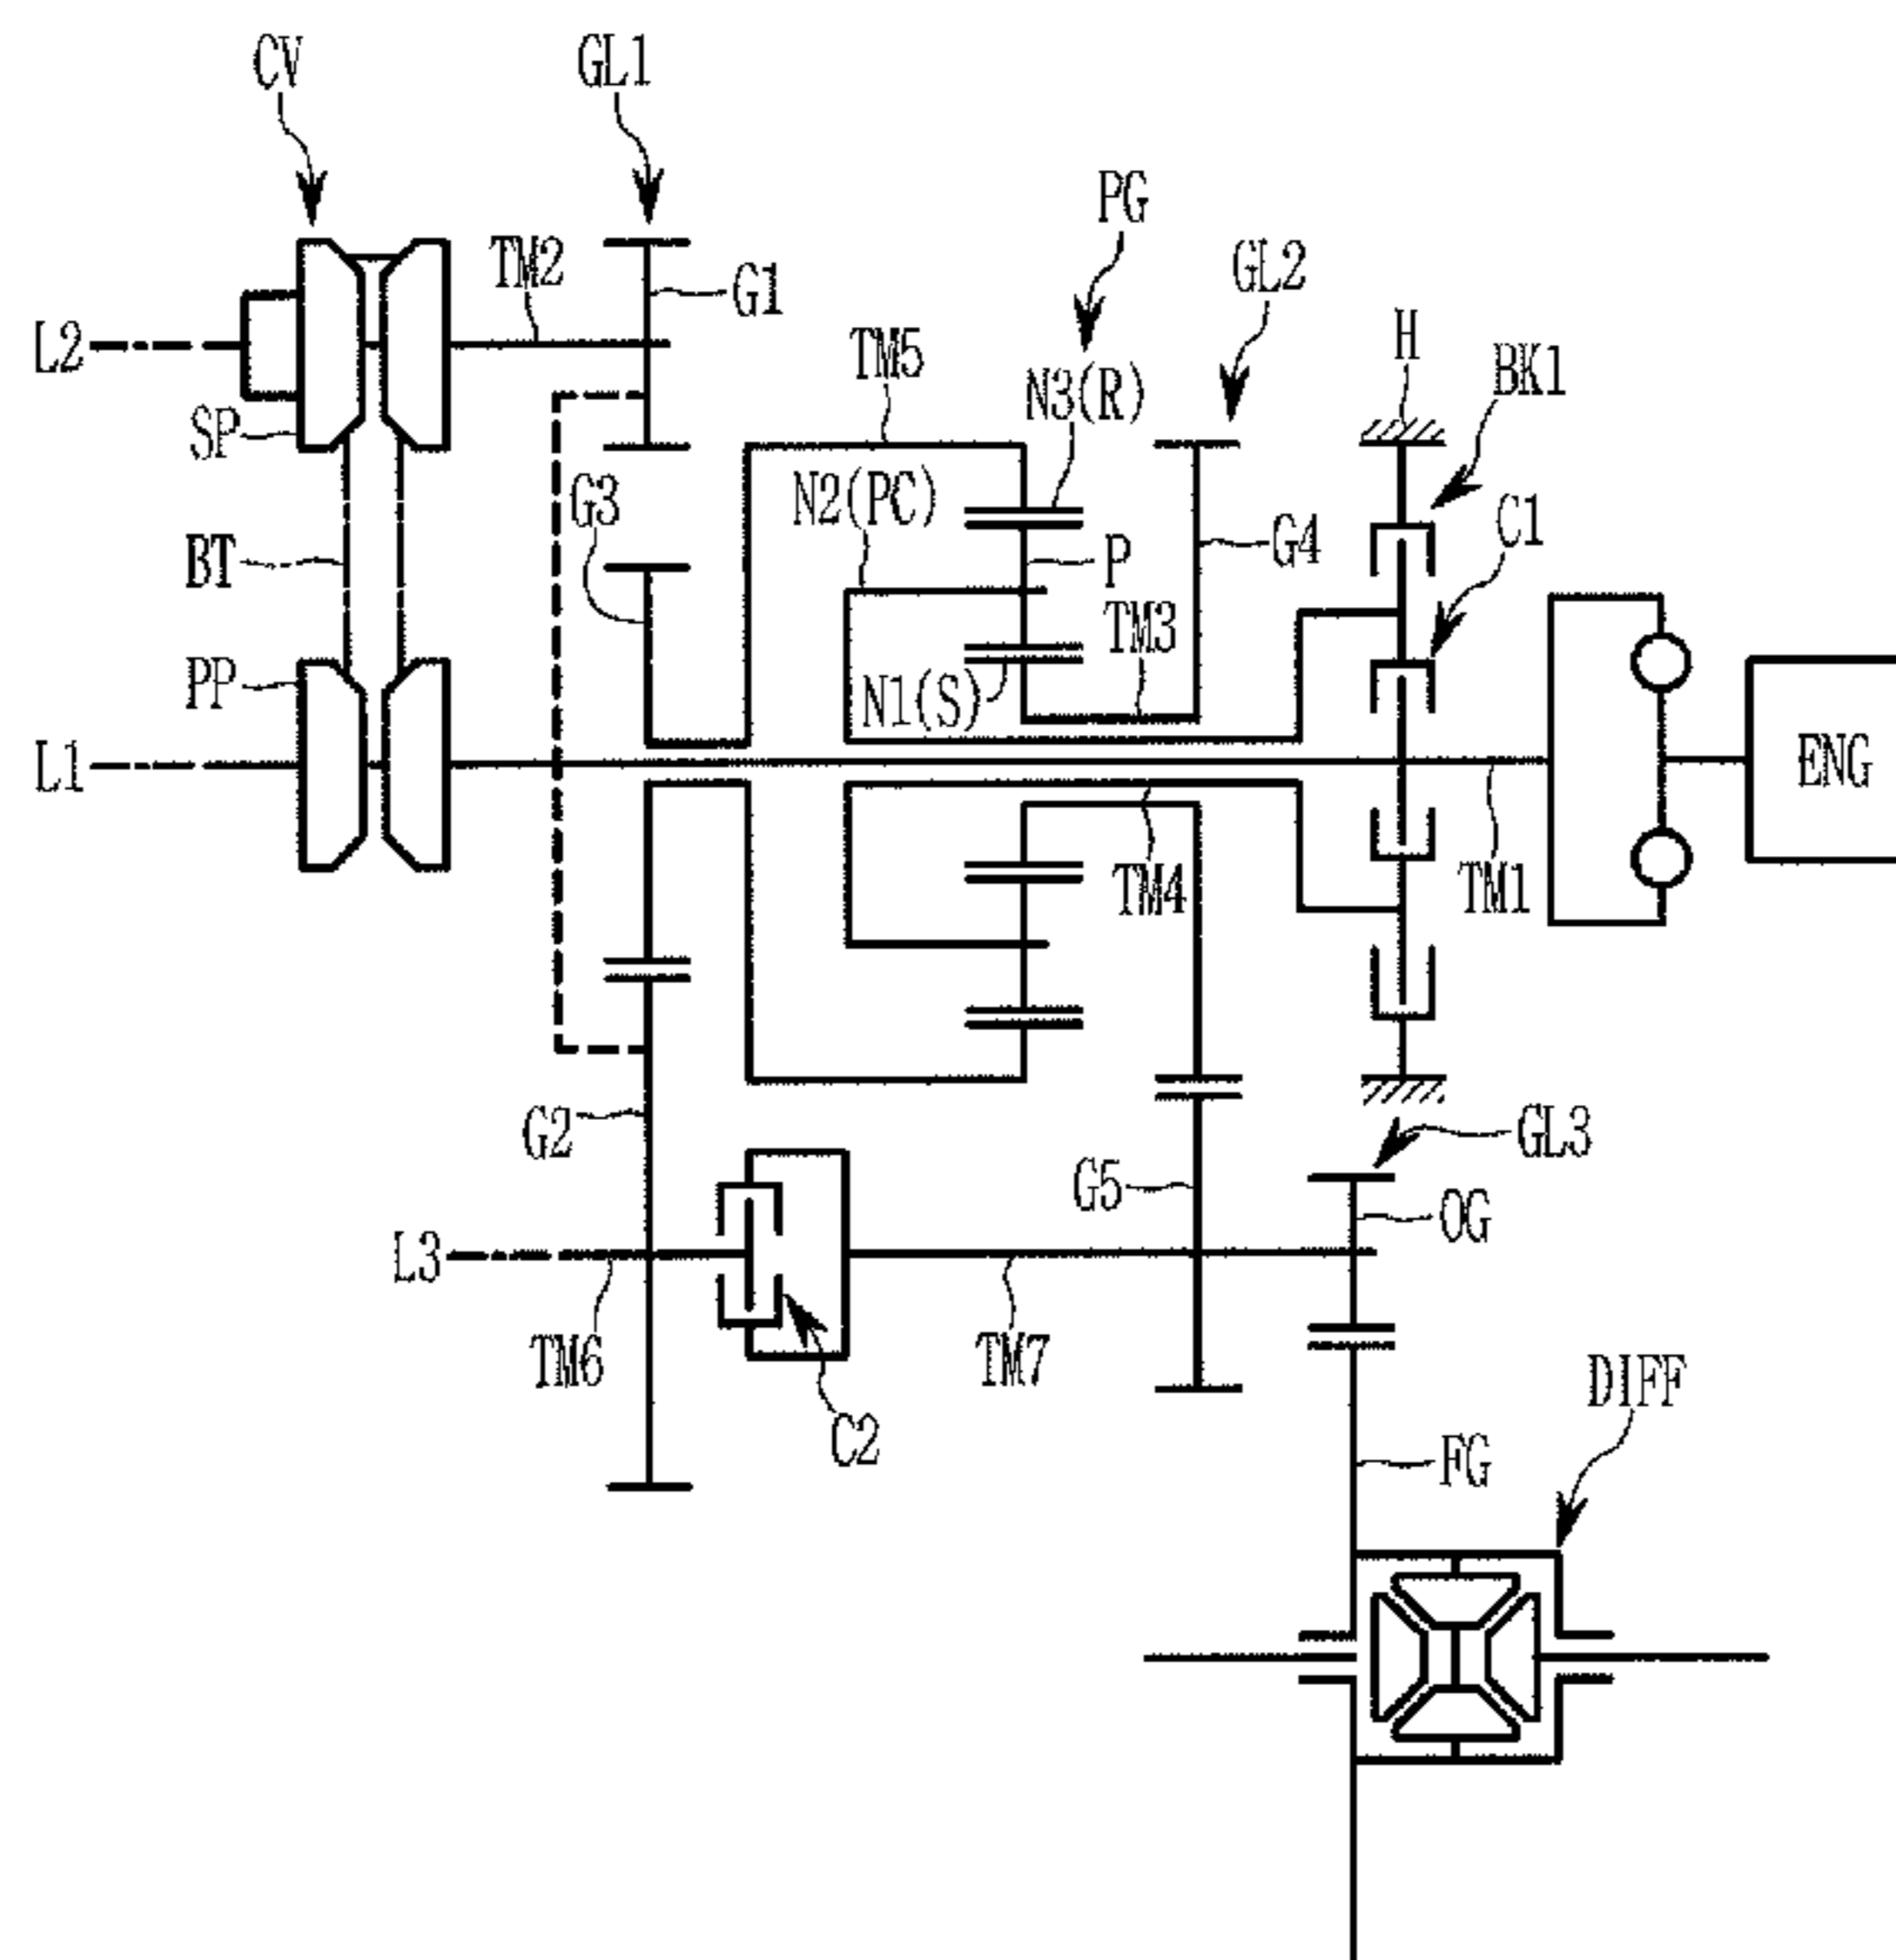 CV
GL1
PG
TM2
G1
GL2
L2
TM5
H
BK1
N3(R)
SP
N2(PC)
G3
C1
BT
P
G4
TM3
PP
N1(S)
L1
ENG
TM4
TM1
G2
GL3
G5
OG
L3
TM6
TM7
DIFF
C2
FG